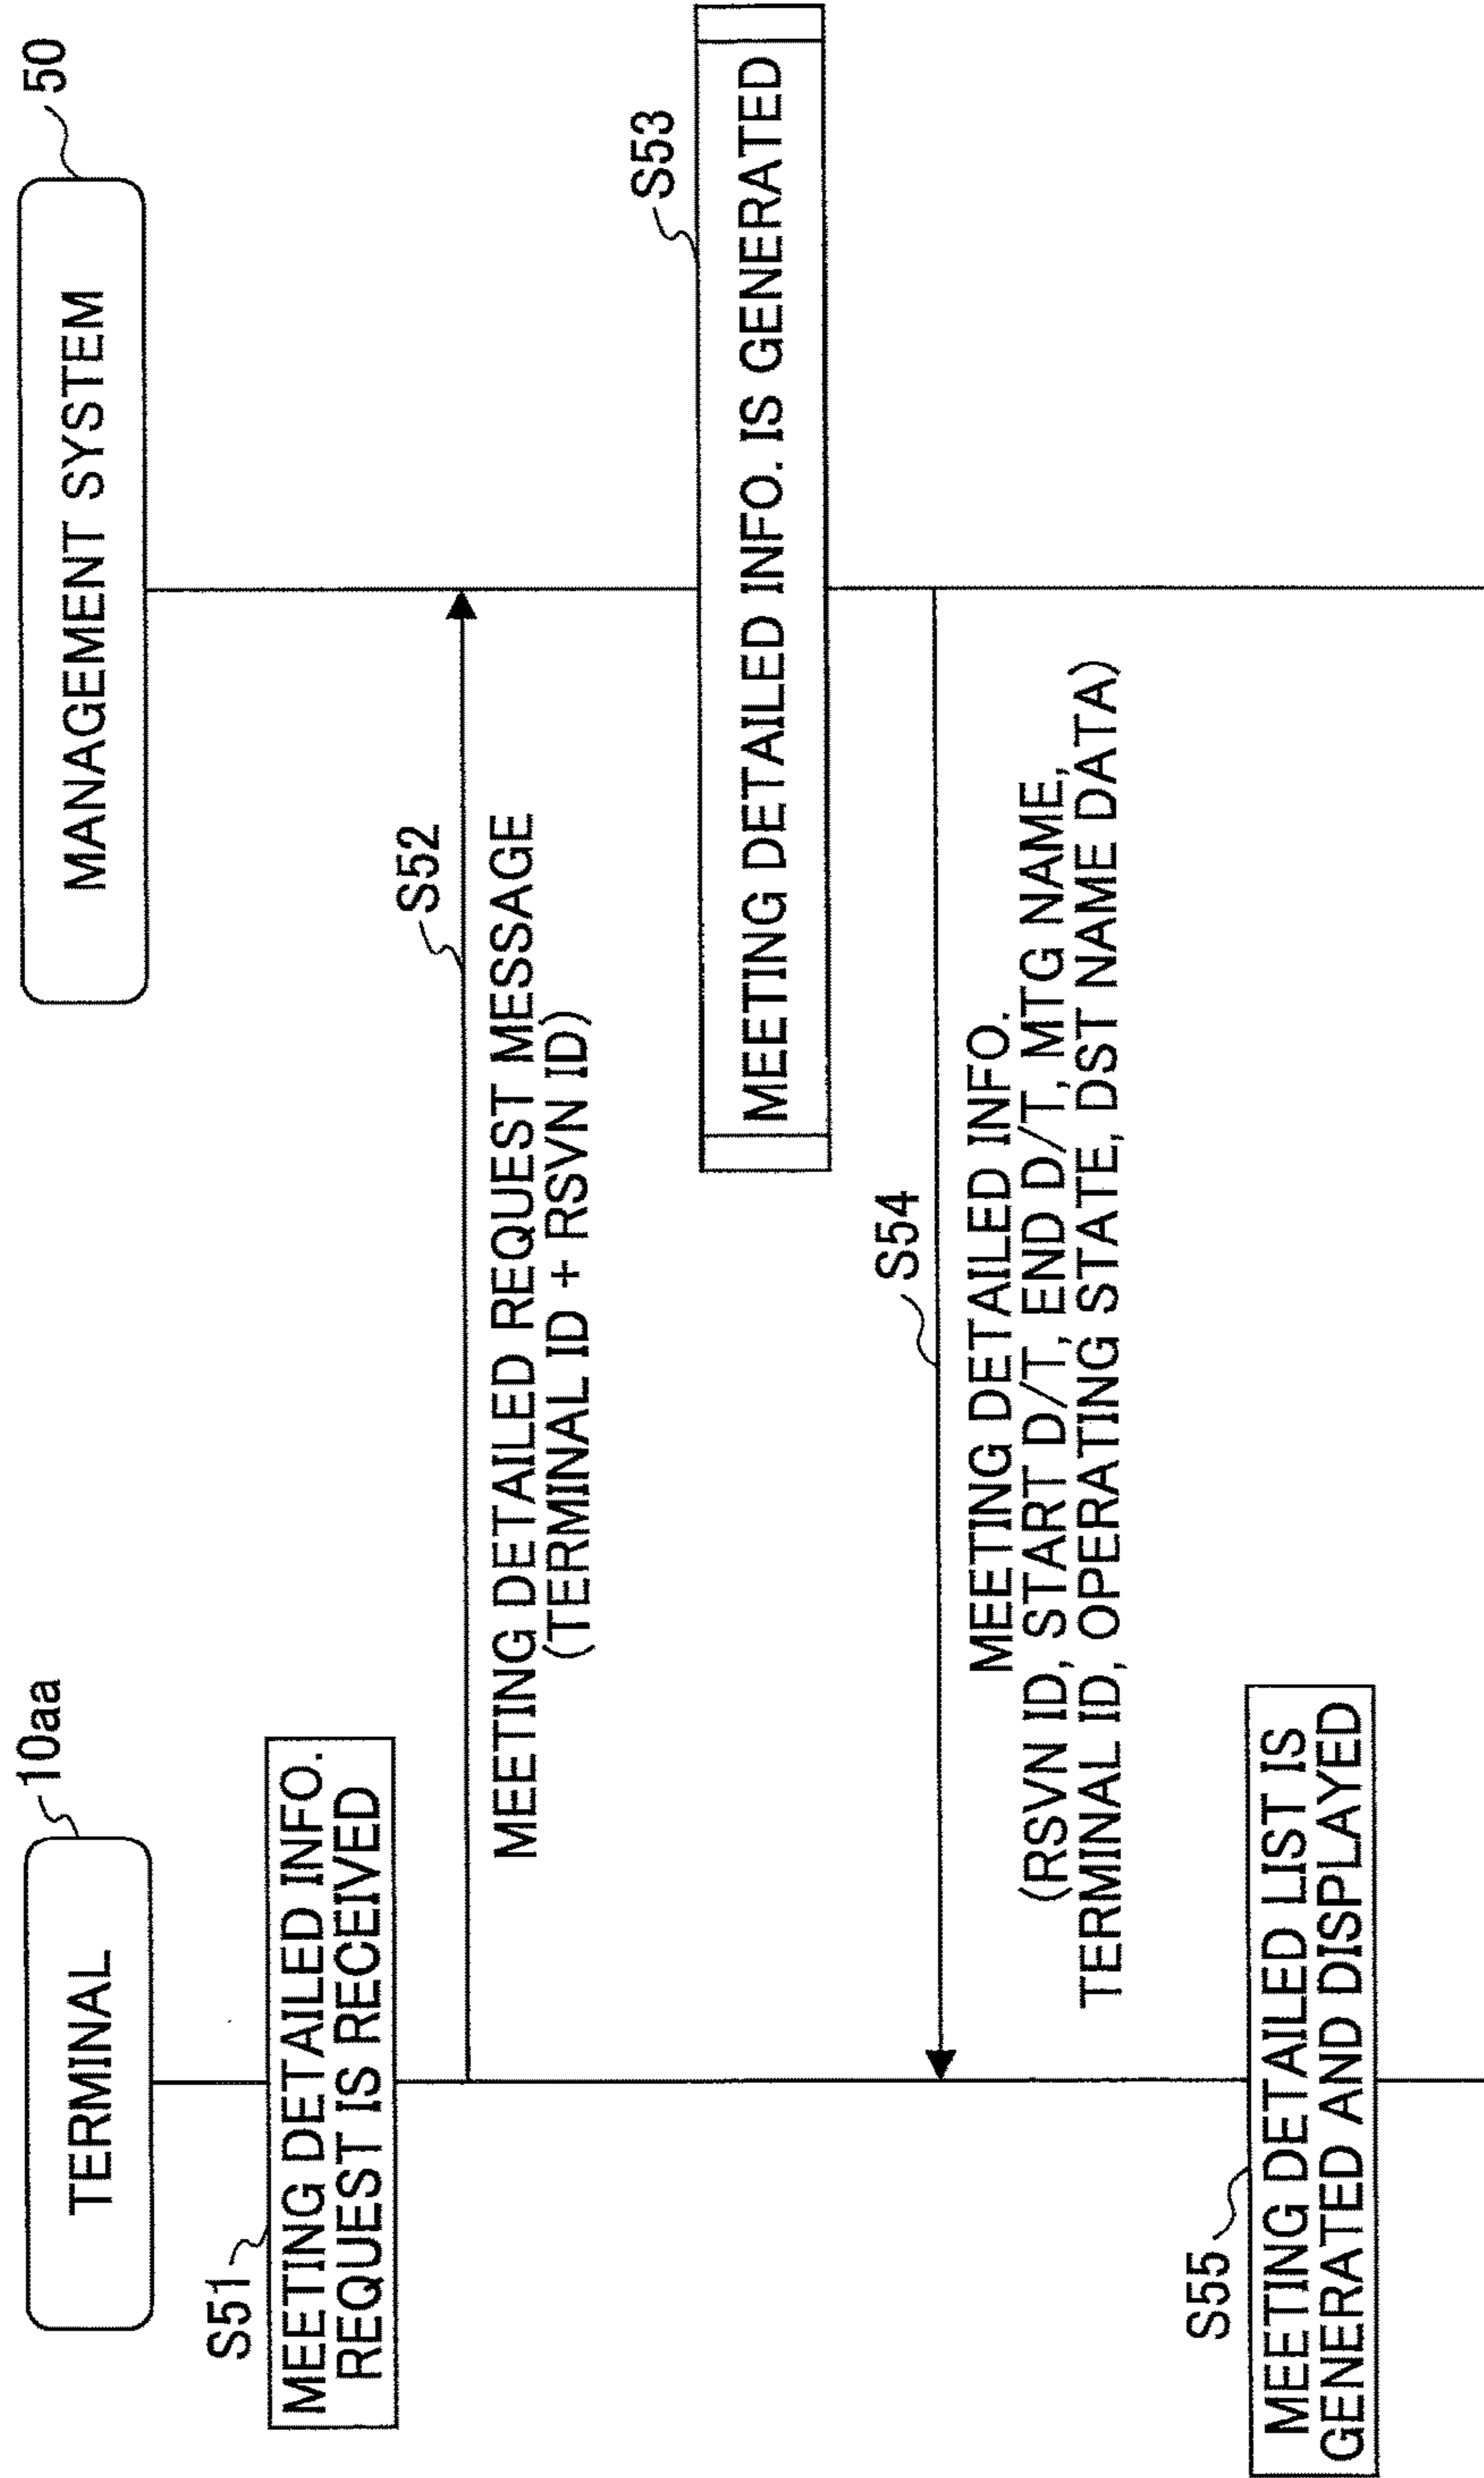 10aa
TERMINAL
50
MANAGEMENT SYSTEM
S51
MEETING DETAILED INFO.
REQUEST IS RECEIVED
S52
MEETING DETAILED REQUEST MESSAGE
(TERMINAL ID + RSVN ID)
S53
MEETING DETAILED INFO. IS GENERATED
S54
MEETING DETAILED INFO.
(RSVN ID, START D/T, END D/T, MTG NAME,
TERMINAL ID, OPERATING STATE, DST NAME DATA)
S55
MEETING DETAILED LIST IS
GENERATED AND DISPLAYED